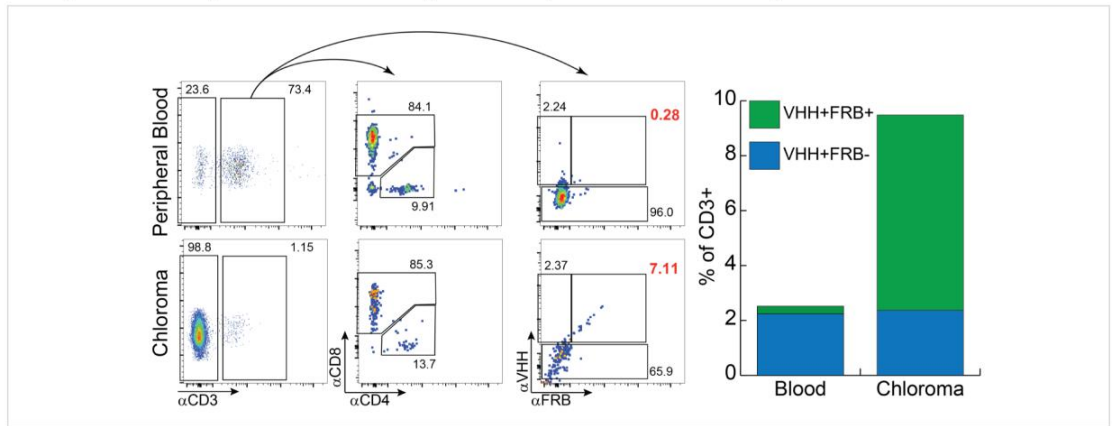 Peripheral Blood
23.6
73.4
84.1
9.91
2.24
0.28
96.0
Chloroma
98.8
1.15
85.3
13.7
2.37
7.11
65.9
αCD3
αCD8
αCD4
αVHH
αFRB
% of CD3+
10
8
6
4
2
0
VHH+FRB+
VHH+FRB-
Blood
Chloroma